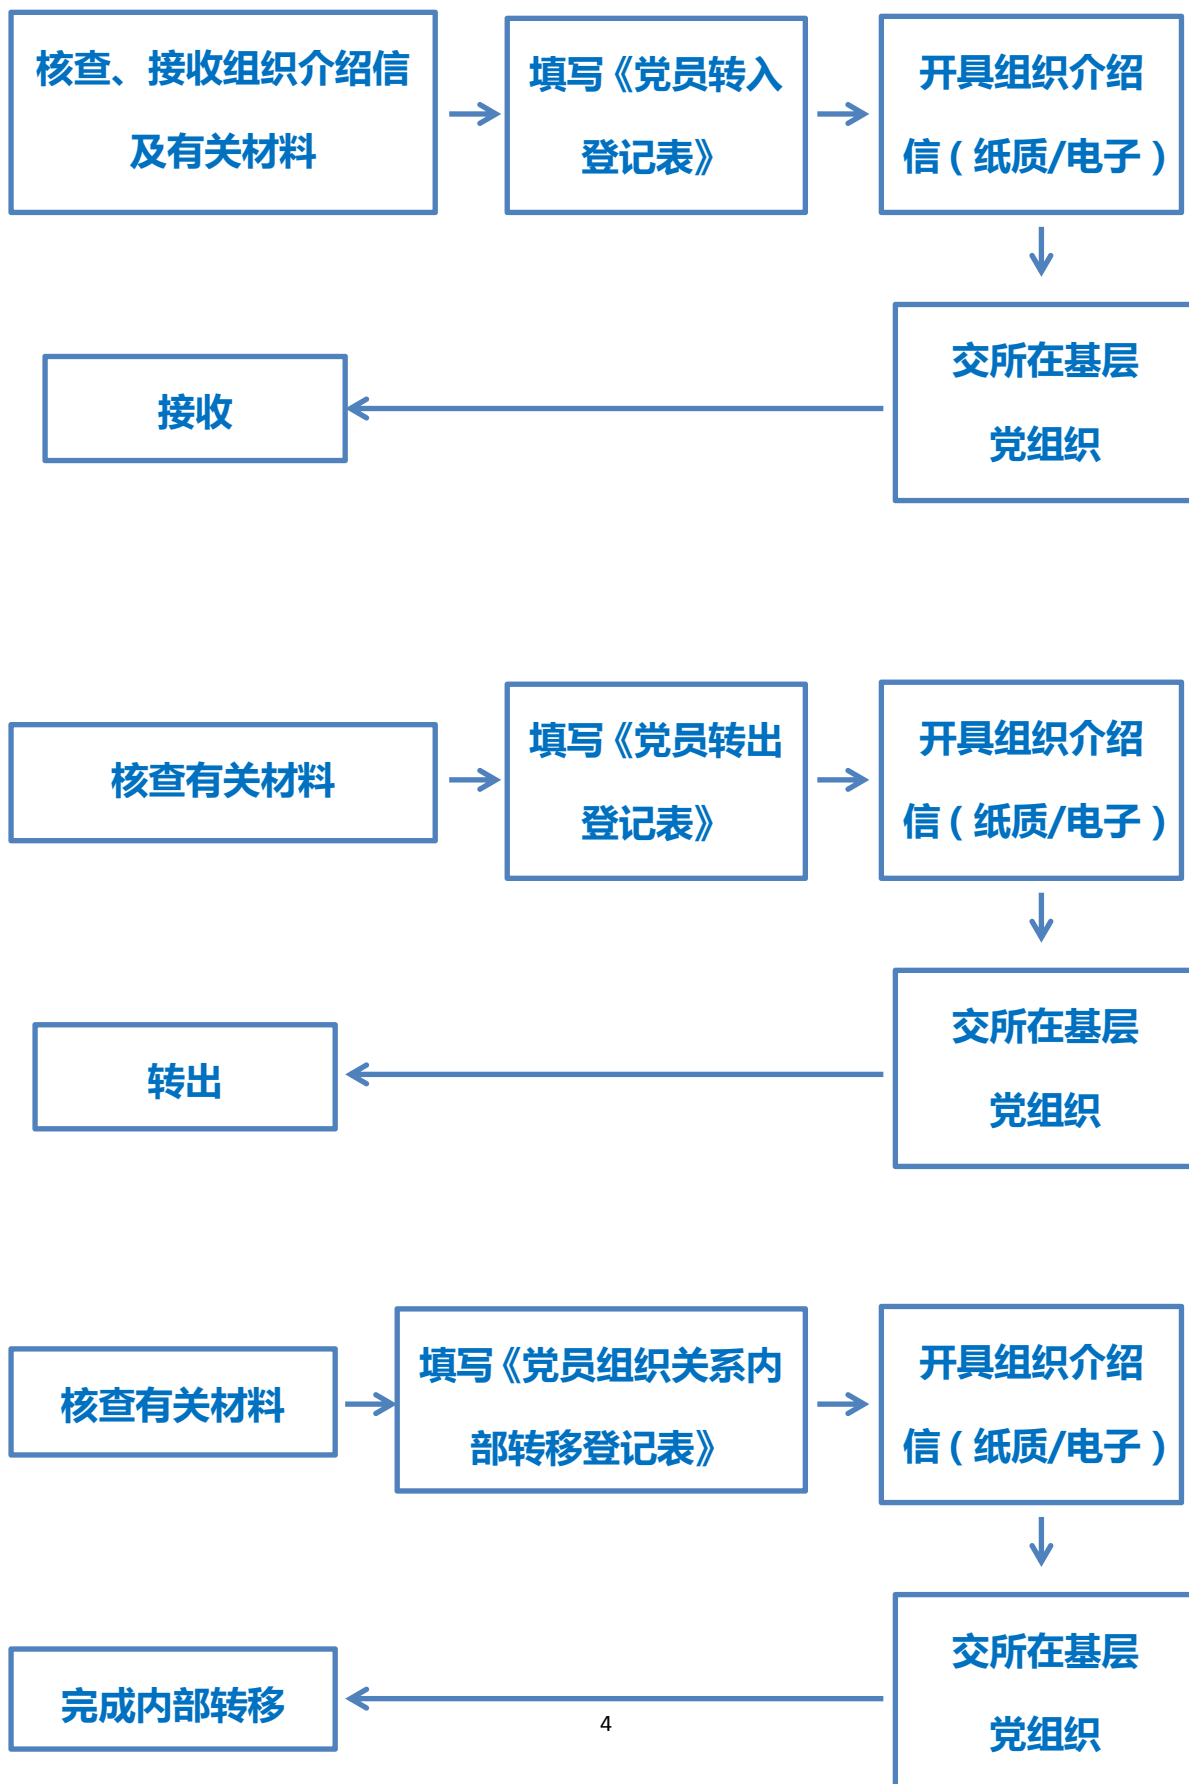 核查、接收组织介绍信
及有关材料
填写《党员转入
登记表》
开具组织介绍
信（纸质/电子）
交所在基层
党组织
接收
核查有关材料
填写《党员转出
登记表》
开具组织介绍
信（纸质/电子）
交所在基层
党组织
转出
核查有关材料
填写《党员组织关系内
部转移登记表》
开具组织介绍
信（纸质/电子）
交所在基层
党组织
完成内部转移
4